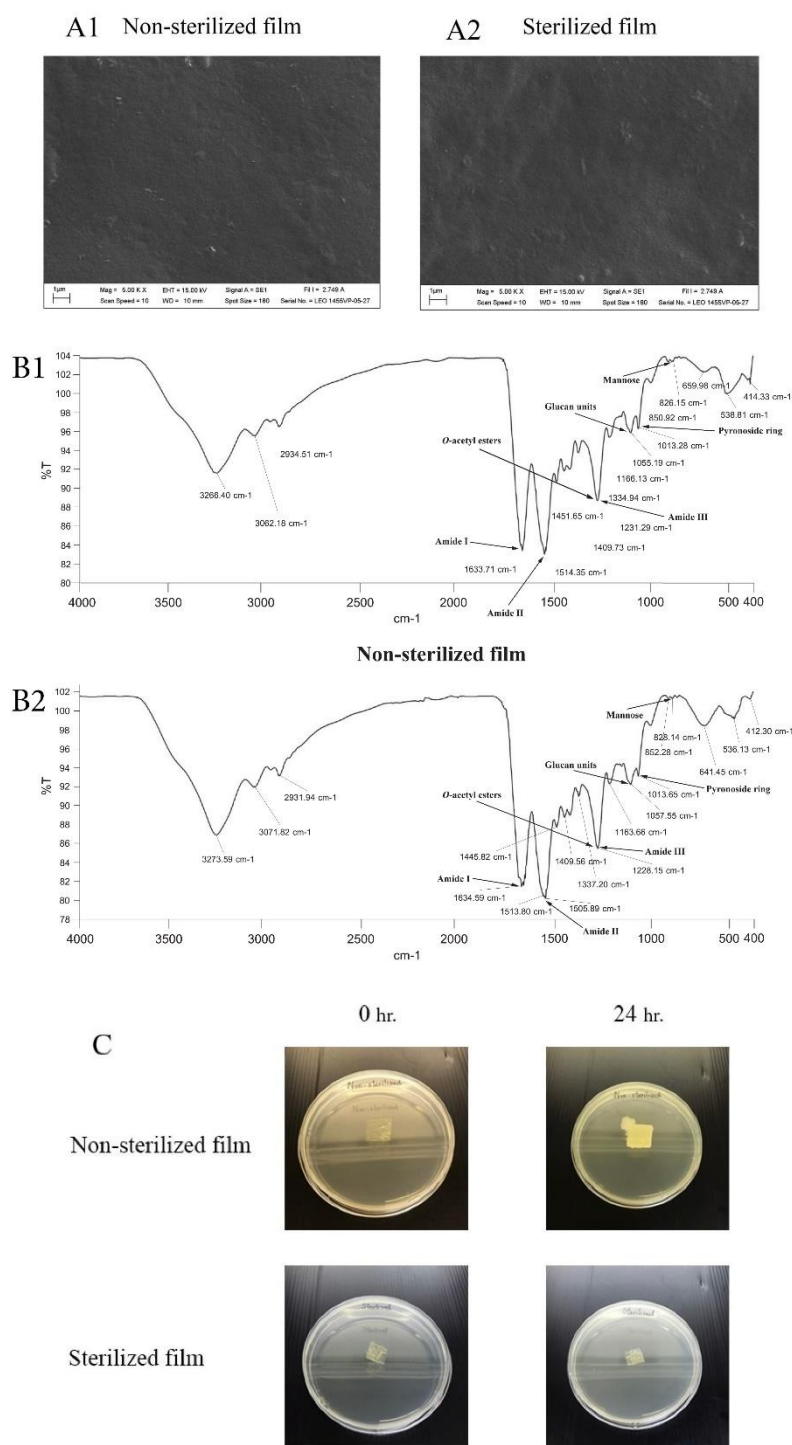 A1 Non-sterilized film
A2 Sterilized film
1µm Mag = 5.00 K X EHT = 15.00 kV Signal A = SE1 Fil I = 2.749 A
Scan Speed = 10 WD = 10 mm Spot Size = 180 Serial No. = LEO 1455VP-05-27
1µm Mag = 5.00 K X EHT = 15.00 kV Signal A = SE1 Fil I = 2.749 A
Scan Speed = 10 WD = 10 mm Spot Size = 180 Serial No. = LEO 1455VP-05-27
B1
104
102
100
98
96
94
92
90
88
86
84
82
80
%T
4000 3500 3000 2500 2000 1500 1000 500 400
cm-1
3266.40 cm-1
3062.18 cm-1
2934.51 cm-1
Amide I
1633.71 cm-1
Amide II
1514.35 cm-1
O-acetyl esters
1451.65 cm-1
1409.73 cm-1
Amide III
1231.29 cm-1
1334.94 cm-1
1166.13 cm-1
1055.19 cm-1
Glucan units
Mannose
826.15 cm-1
850.92 cm-1
Pyronoside ring
1013.28 cm-1
659.98 cm-1
538.81 cm-1
414.33 cm-1
Non-sterilized film
B2
102
100
98
96
94
92
90
88
86
84
82
80
78
%T
4000 3500 3000 2500 2000 1500 1000 500 400
cm-1
3273.59 cm-1
3071.82 cm-1
2931.94 cm-1
Amide I
1634.59 cm-1
1513.80 cm-1
Amide II
1505.89 cm-1
O-acetyl esters
1445.82 cm-1
1409.56 cm-1
1337.20 cm-1
Amide III
1228.15 cm-1
1163.66 cm-1
1057.55 cm-1
Glucan units
Mannose
828.14 cm-1
852.28 cm-1
Pyronoside ring
1013.65 cm-1
641.45 cm-1
536.13 cm-1
412.30 cm-1
C
0 hr. 24 hr.
Non-sterilized film
Non-sterilized
Non-sterilized
Sterilized film
Sterilized
Sterilized